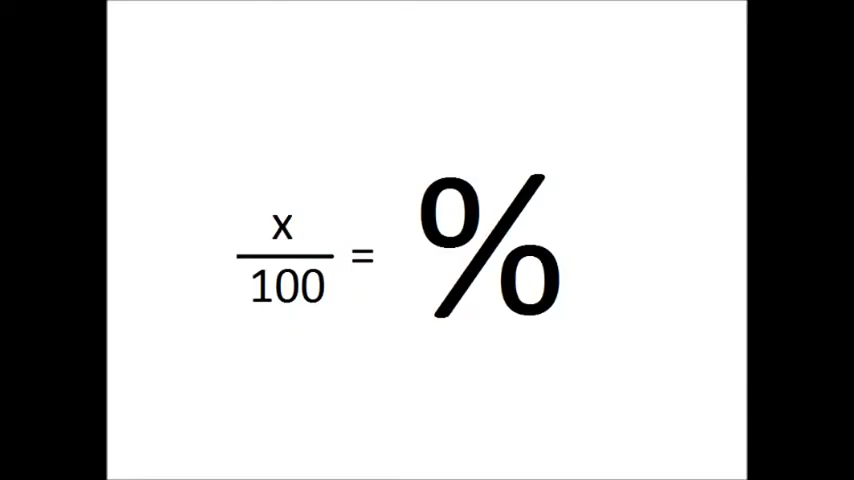 x
100
= %